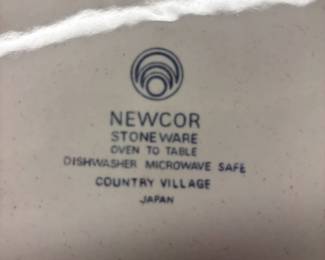 NEWCOR
STONEWARE
OVEN TO TABLE
DISHWASHER MICROWAVE SAFE
COUNTRY VILLAGE
JAPAN